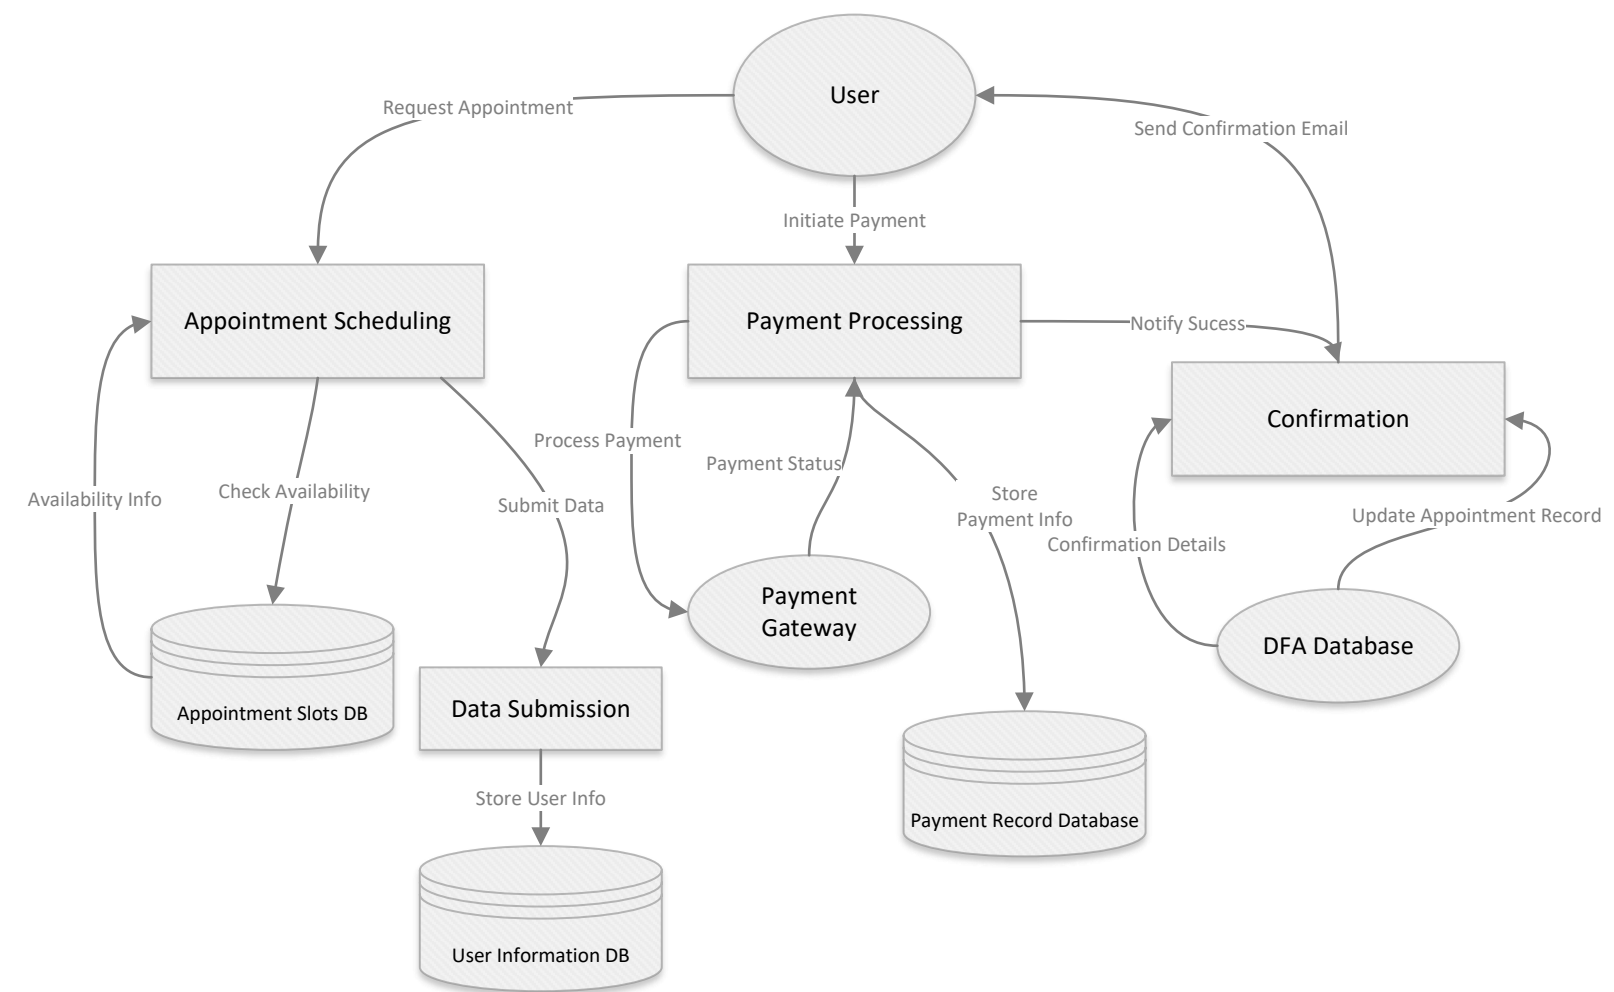 User
Request Appointment
Send Confirmation Email
Initiate Payment
Appointment Scheduling
Payment Processing
Notify Sucess
Confirmation
Process Payment
Payment Status
Availability Info
Check Availability
Submit Data
Store
Payment Info
Confirmation Details
Update Appointment Record
Payment
Gateway
DFA Database
Appointment Slots DB
Data Submission
Store User Info
Payment Record Database
User Information DB